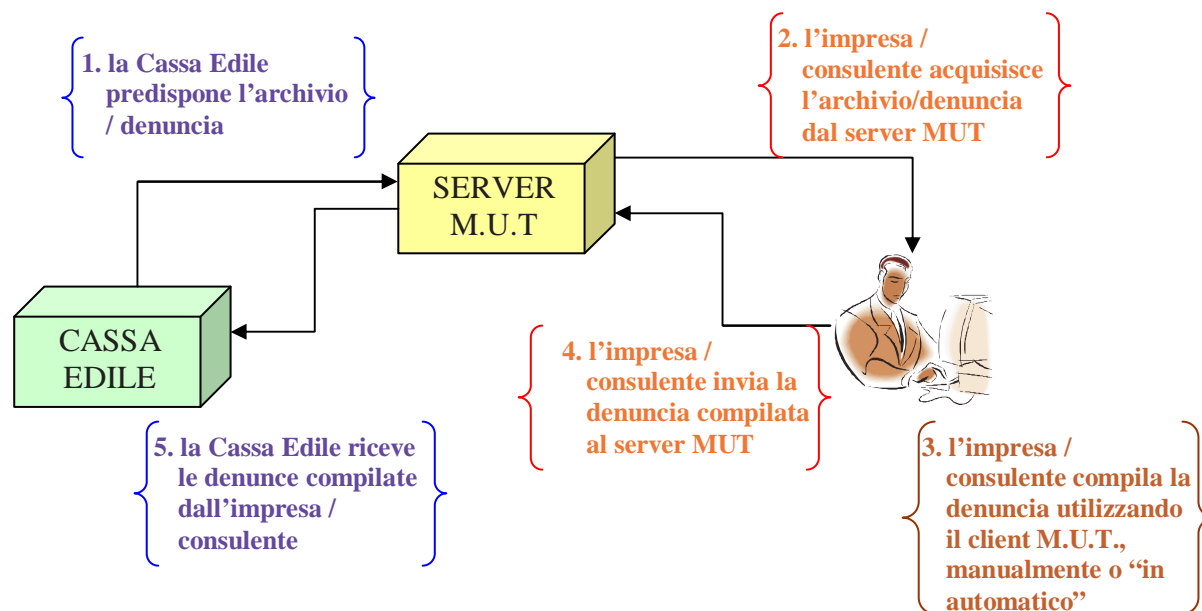 1. la Cassa Edile
predispone l’archivio
/ denuncia
2. l’impresa /
consulente acquisisce
l’archivio/denuncia
dal server MUT
SERVER
M.U.T
CASSA
EDILE
4. l’impresa /
consulente invia la
denuncia compilata
al server MUT
5. la Cassa Edile riceve
le denunce compilate
dall’impresa /
consulente
3. l’impresa /
consulente compila la
denuncia utilizzando
il client M.U.T.,
manualmente o “in
automatico”